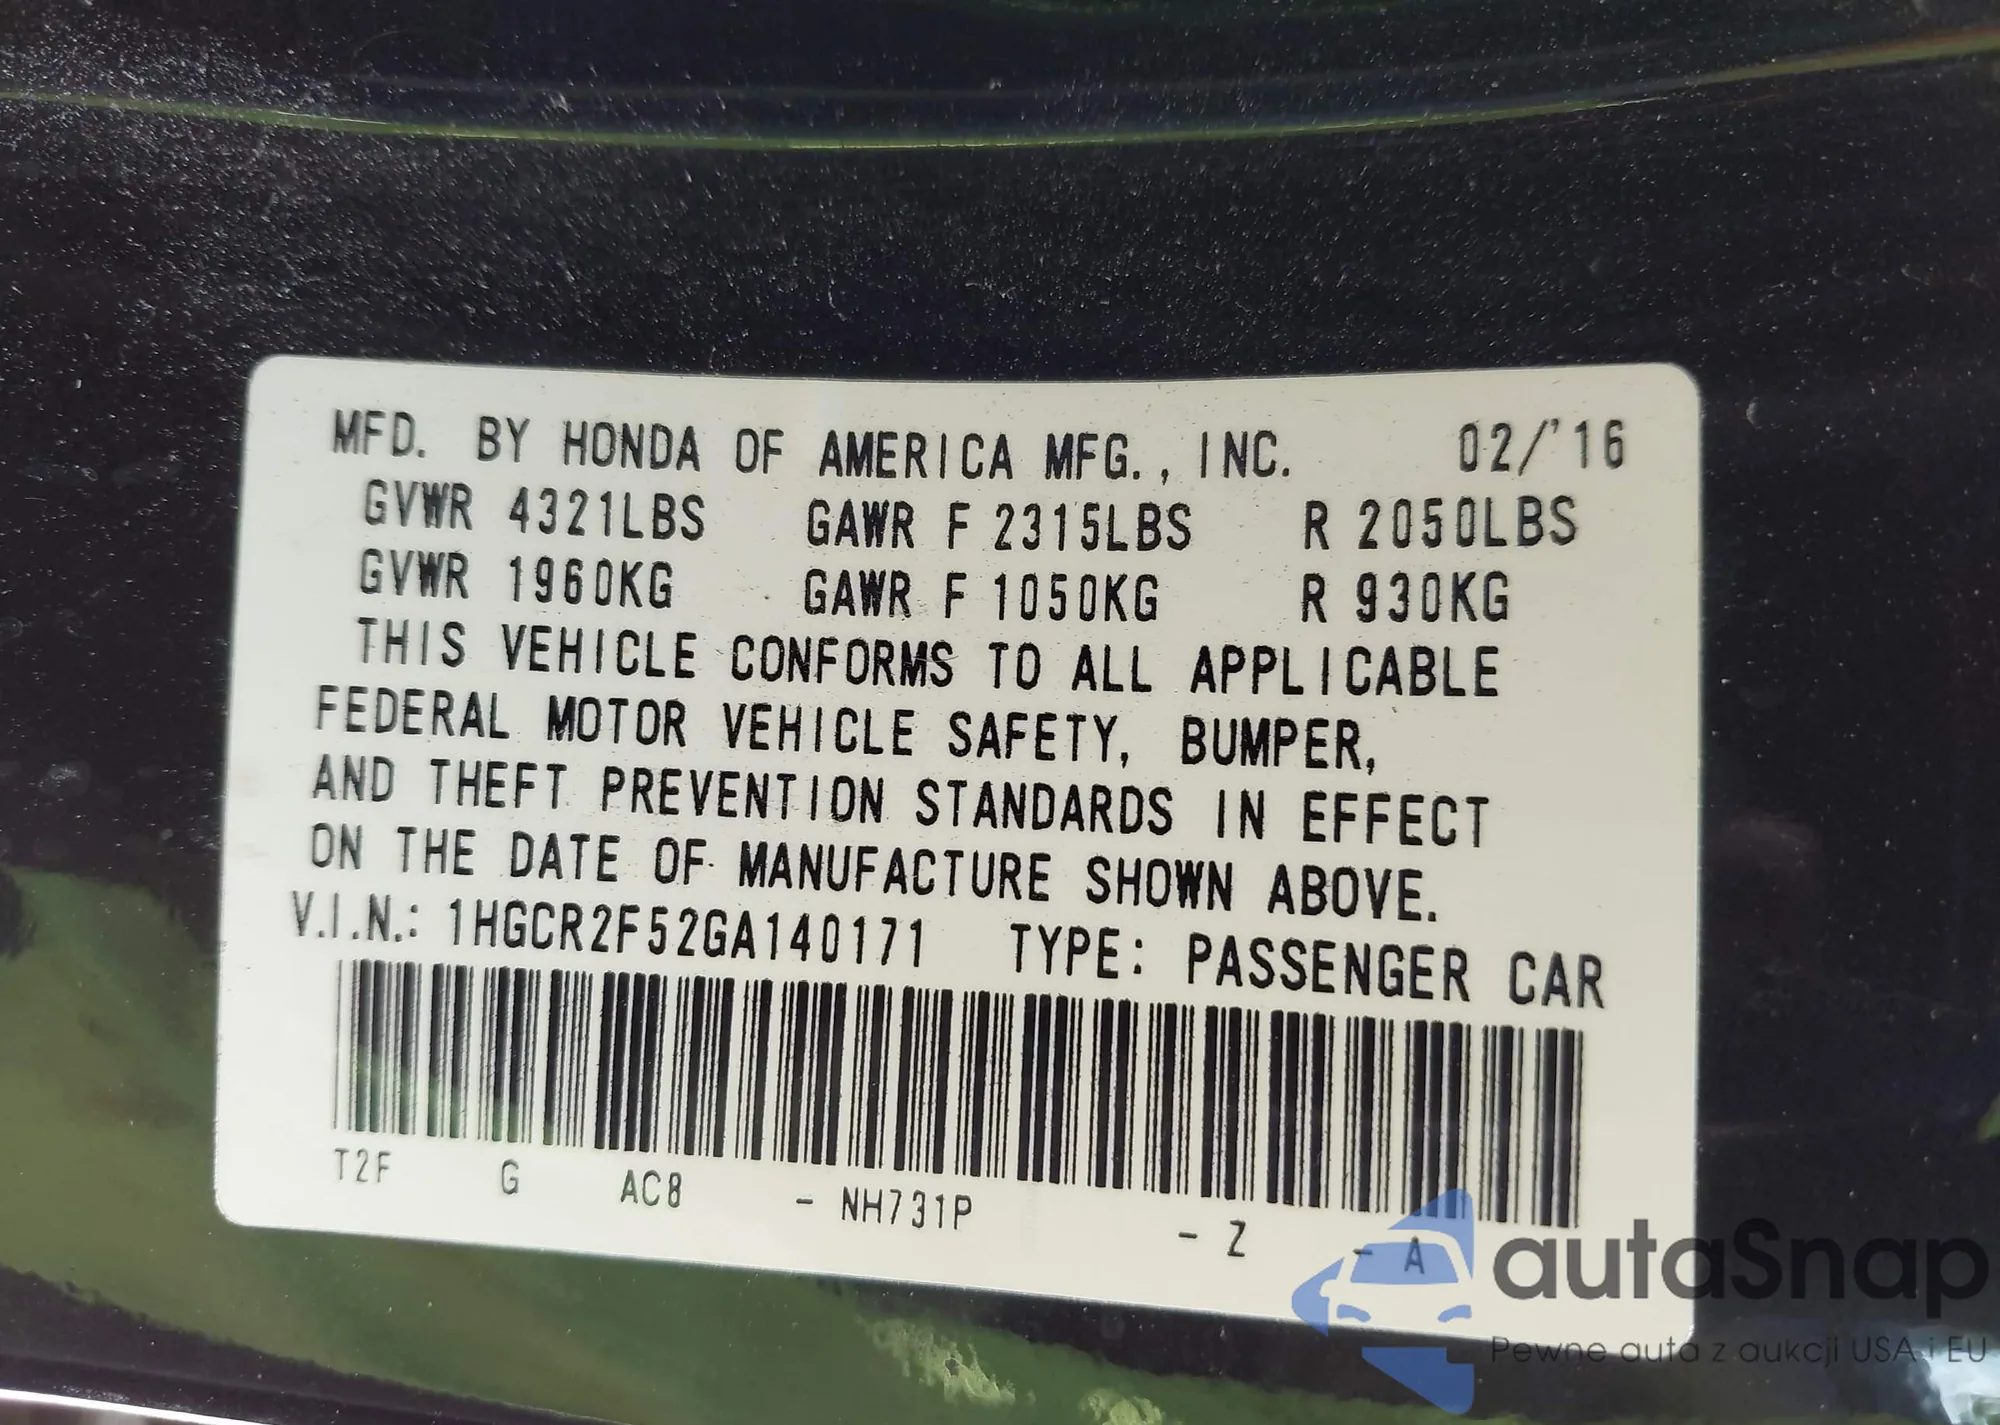 MFD. BY HONDA OF AMERICA MFG., INC. 02/'16
GVWR 4321LBS GAWR F 2315LBS R 2050LBS
GVWR 1960KG GAWR F 1050KG R 930KG
THIS VEHICLE CONFORMS TO ALL APPLICABLE
FEDERAL MOTOR VEHICLE SAFETY, BUMPER,
AND THEFT PREVENTION STANDARDS IN EFFECT
ON THE DATE OF MANUFACTURE SHOWN ABOVE.
V.I.N.: 1HGCR2F52GA140171 TYPE: PASSENGER CAR
T2F G AC8 - NH731P - Z - A
autaSnap
Pewne auta z aukcji USA i EU